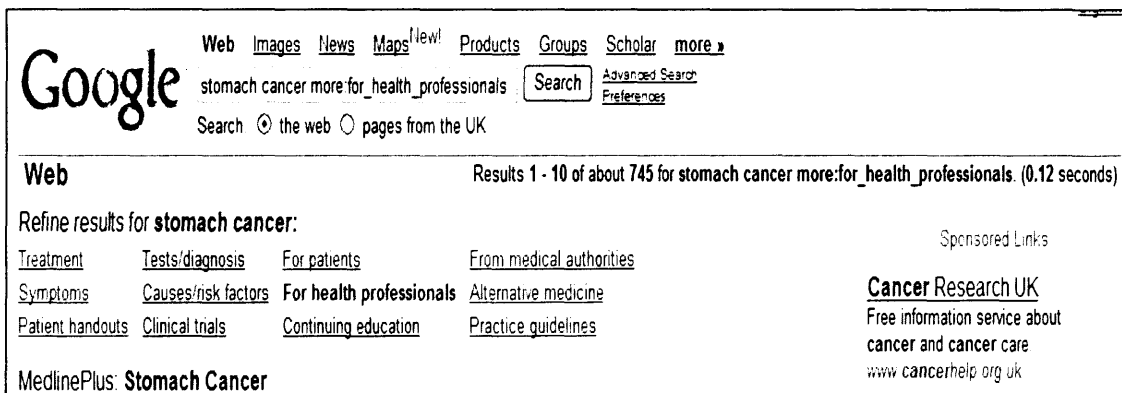 Google
Web Images News Maps New! Products Groups Scholar more »
stomach cancer more:for_health_professionals Search Advanced Search
Preferences
Search the web pages from the UK
Web Results 1 - 10 of about 745 for stomach cancer more:for_health_professionals. (0.12 seconds)
Refine results for stomach cancer:
Sponsored Links
Treatment Tests/diagnosis For patients From medical authorities
Symptoms Causes/risk factors For health professionals Alternative medicine
Patient handouts Clinical trials Continuing education Practice guidelines
Cancer Research UK
Free information service about
cancer and cancer care
www cancerhelp org uk
MedlinePlus: Stomach Cancer